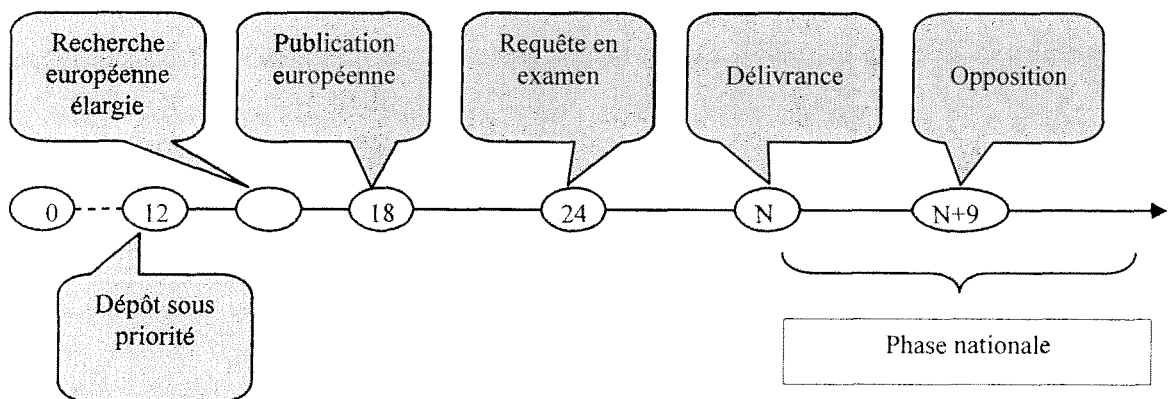 Recherche
européenne
élargie
Publication
européenne
Requête en
examen
Délivrance
Opposition
0
12
18
24
N
N+9
Dépôt sous
priorité
Phase nationale